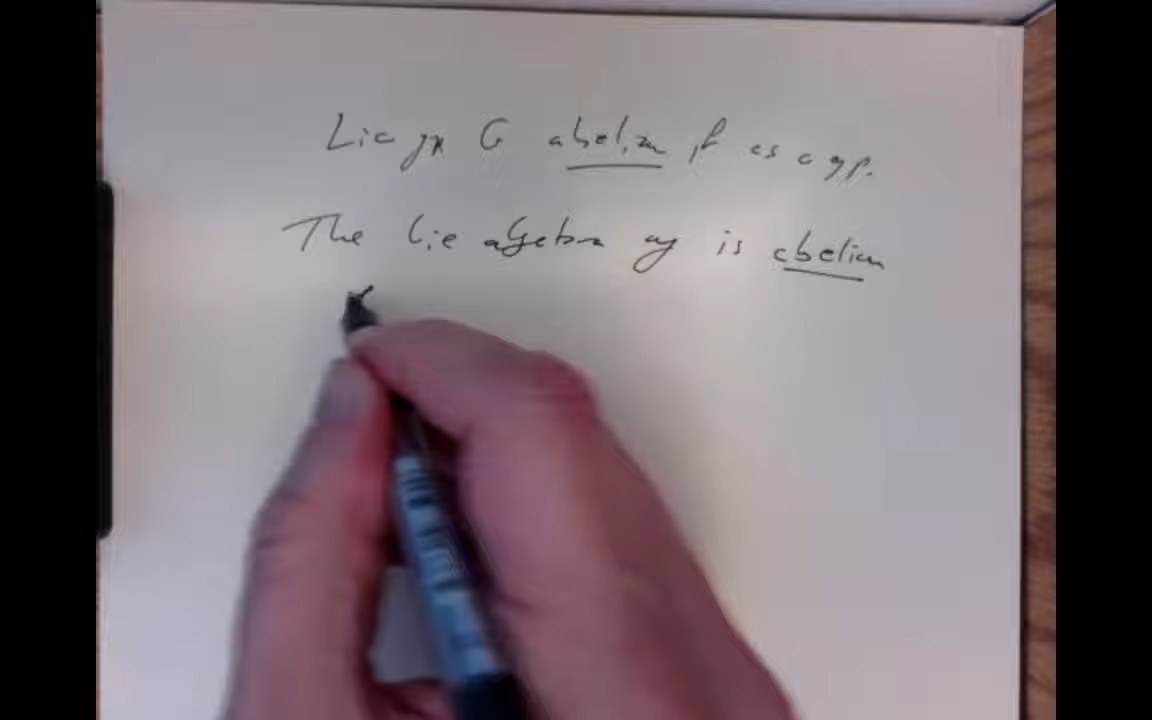 Lie gp G abelian if as a gp.
The Lie algebra g is abelian